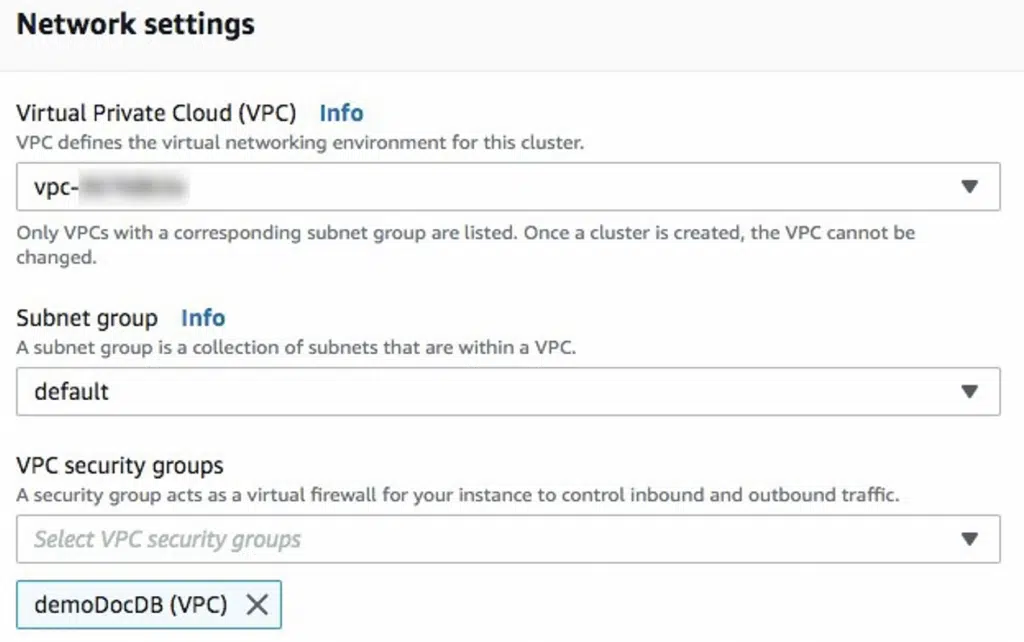 Network settings
Virtual Private Cloud (VPC) Info
VPC defines the virtual networking environment for this cluster.
vpc-
Only VPCs with a corresponding subnet group are listed. Once a cluster is created, the VPC cannot be
changed.
Subnet group Info
A subnet group is a collection of subnets that are within a VPC.
default
VPC security groups
A security group acts as a virtual firewall for your instance to control inbound and outbound traffic.
Select VPC security groups
demoDocDB (VPC)